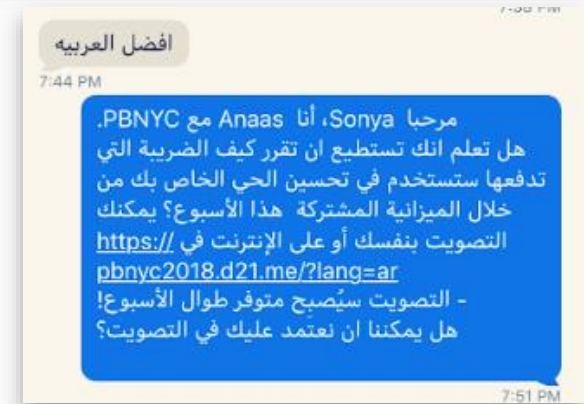 7:38 PM
افضل العربيه
7:44 PM
مرحبا Sonya، أنا Anaas مع PBNYC.
هل تعلم انك تستطيع ان تقرر كيف الضريبة التي
تدفعها ستستخدم في تحسين الحي الخاص بك من
خلال الميزانية المشتركة هذا الأسبوع؟ يمكنك
التصويت بنفسك أو على الإنترنت في https://
pbnyc2018.d21.me/?lang=ar
- التصويت سيُصبِح متوفر طوال الأسبوع!
هل يمكننا ان نعتمد عليك في التصويت؟
7:51 PM